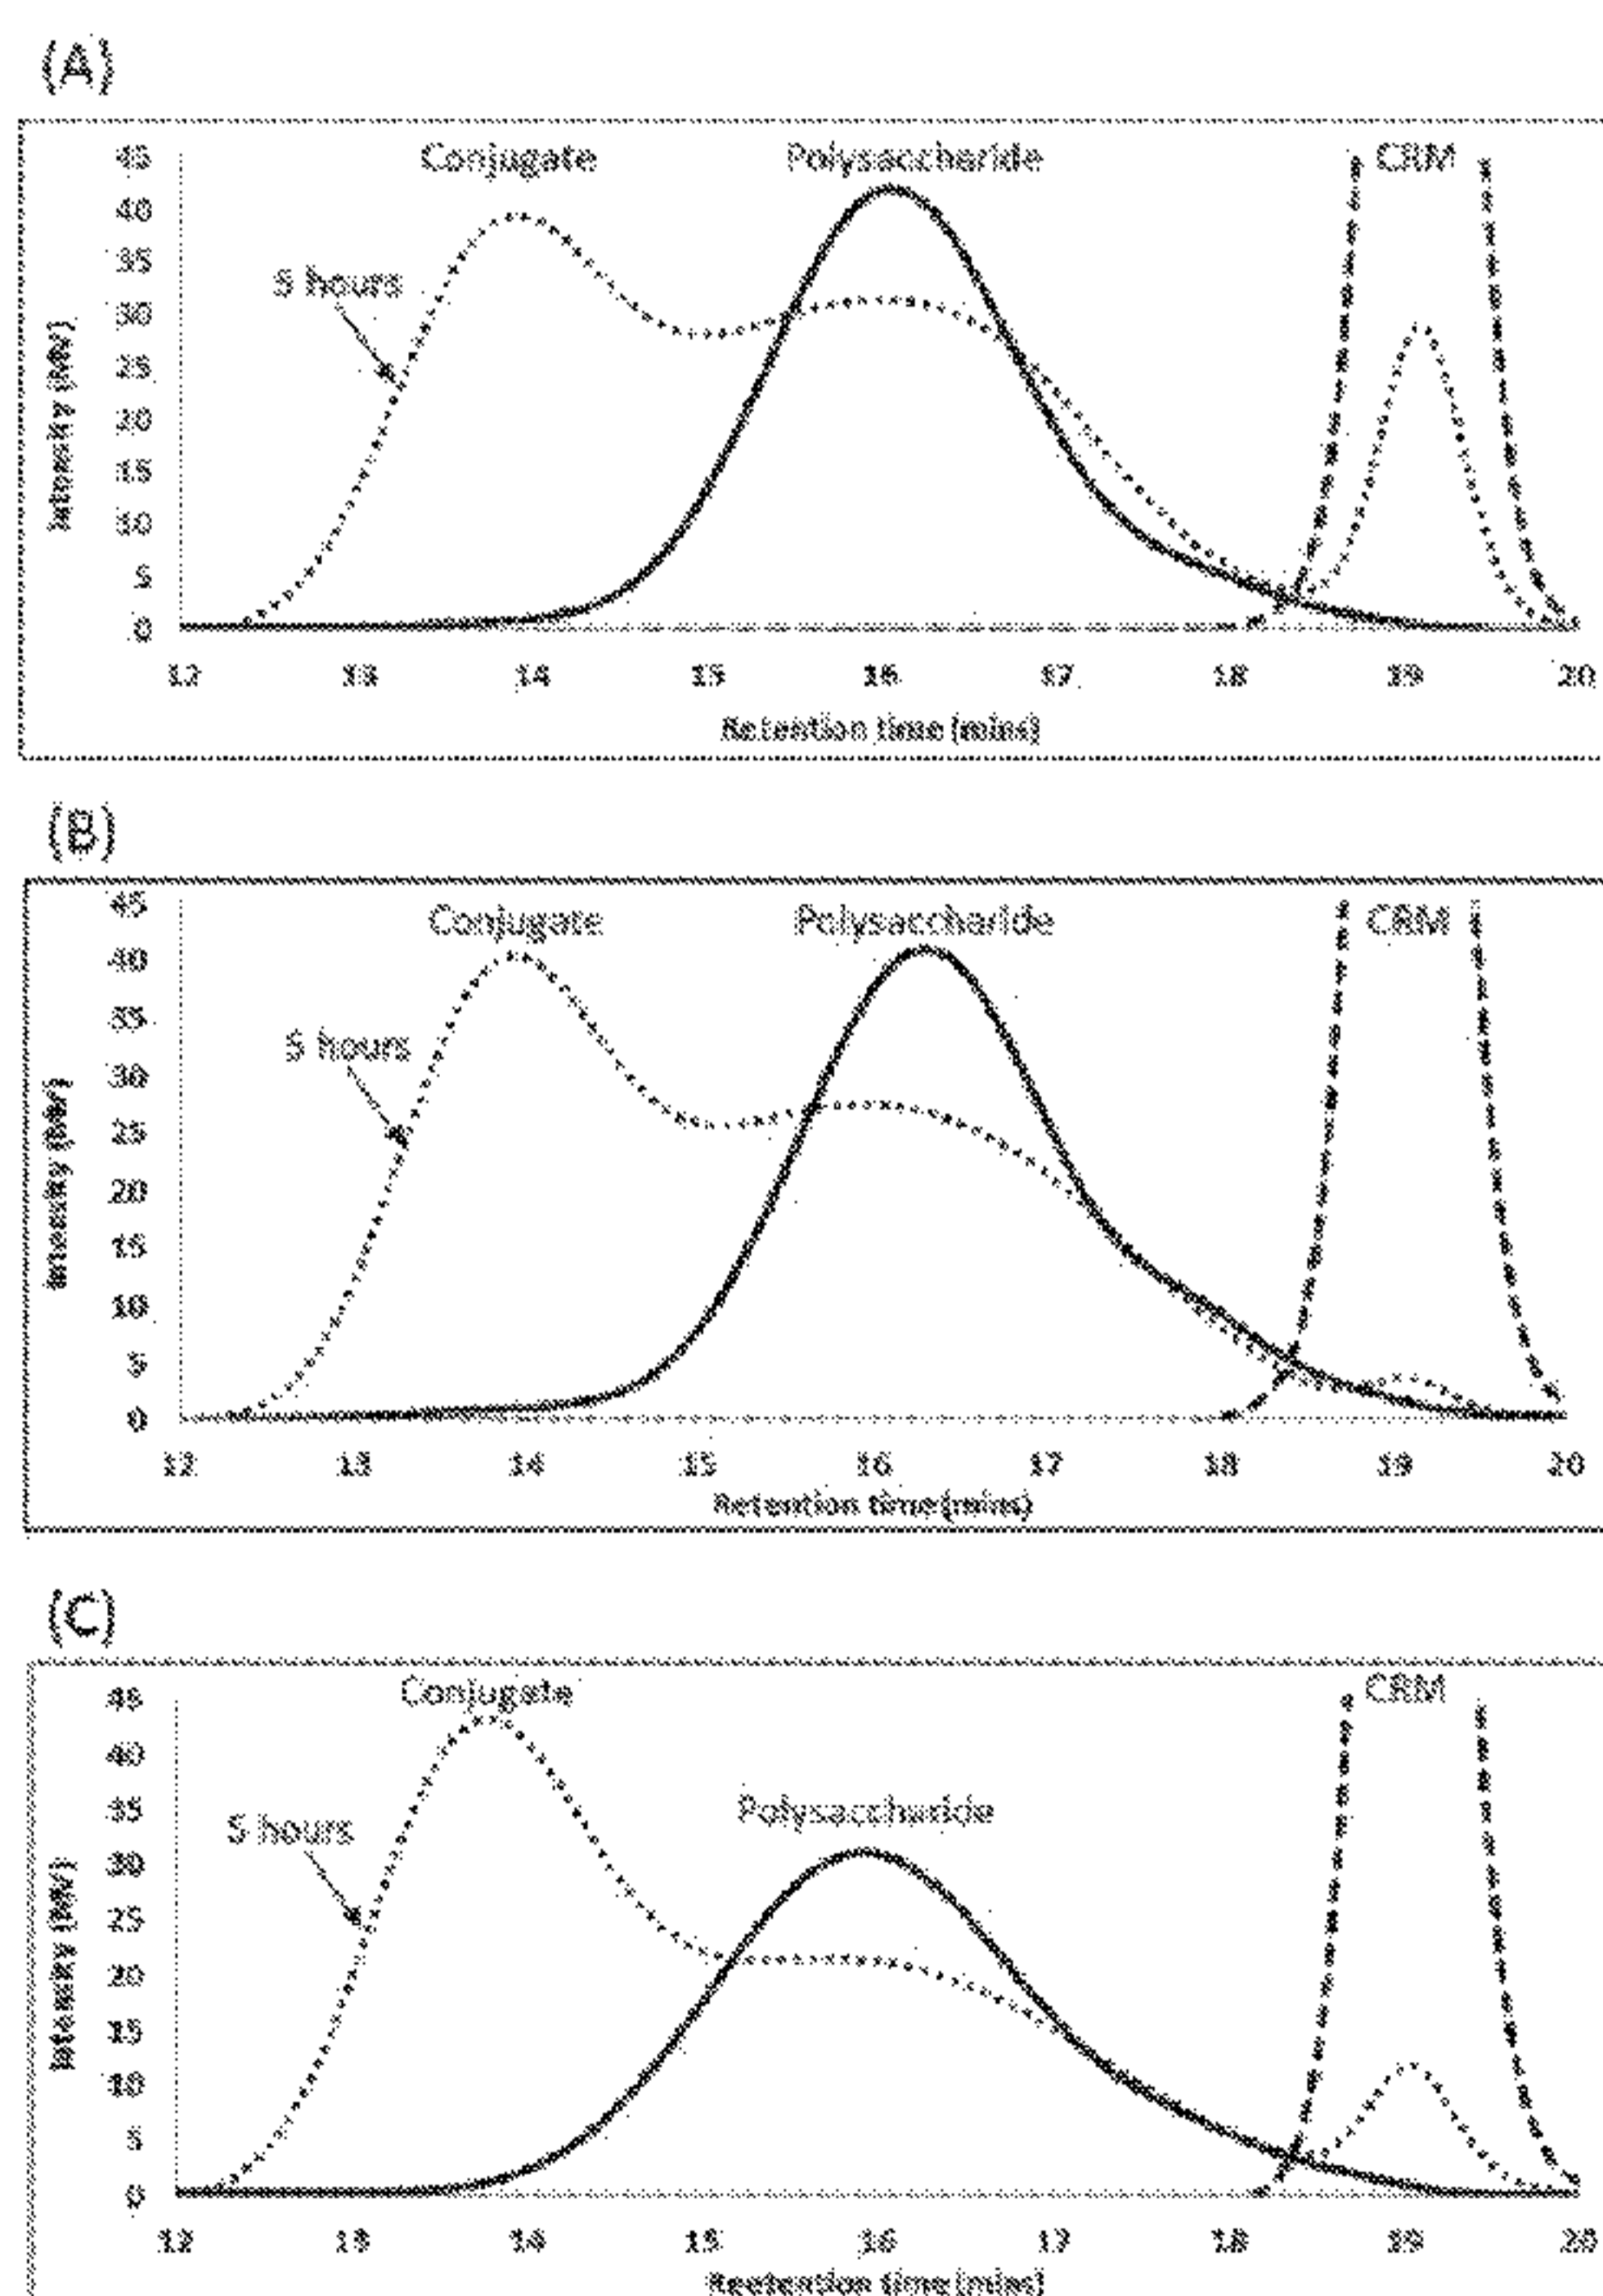 (A)
Conjugate Polysaccharide CRM
5 hours
Intensity (MV)
45
40
35
30
25
20
15
10
5
0
12 13 14 15 16 17 18 19 20
Retention time (mins)
(B)
Conjugate Polysaccharide CRM
5 hours
Intensity (MV)
45
40
35
30
25
20
15
10
5
0
12 13 14 15 16 17 18 19 20
Retention time (mins)
(C)
Conjugate CRM
Polysaccharide
5 hours
Intensity (MV)
45
40
35
30
25
20
15
10
5
0
12 13 14 15 16 17 18 19 20
Reetention time (mins)